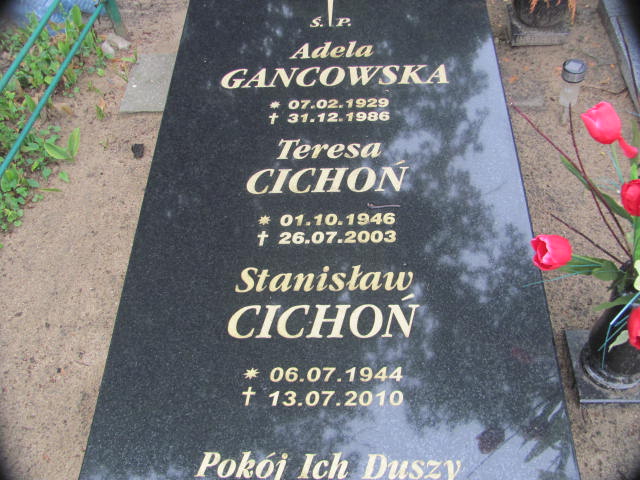 Ś. P.
Adela
GANCOWSKA
✴ 07.02.1929
† 31.12.1986
Teresa
CICHOŃ
✴ 01.10.1946
† 26.07.2003
Stanisław
CICHOŃ
✴ 06.07.1944
† 13.07.2010
Pokój Ich Duszy